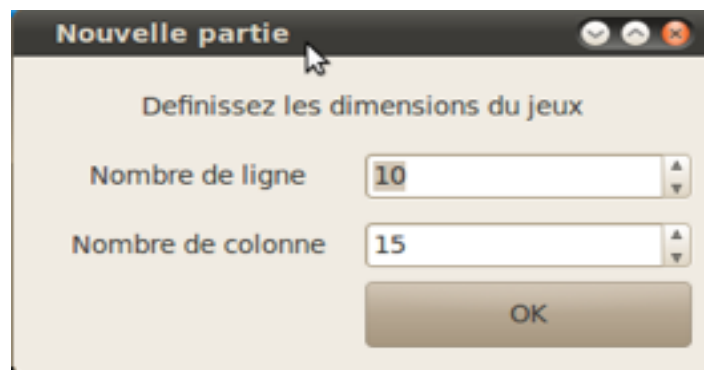 Nouvelle partie
Definissez les dimensions du jeux
Nombre de ligne 10
Nombre de colonne 15
OK